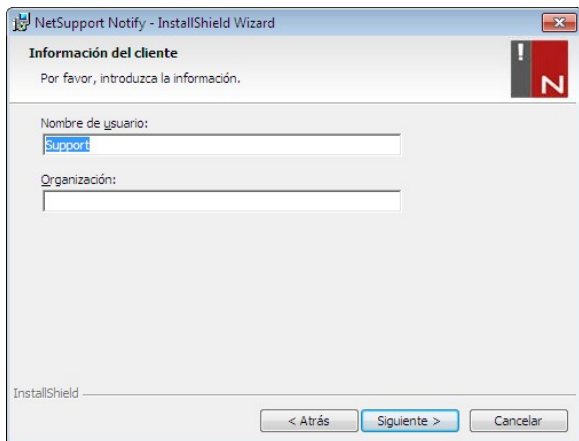 NetSupport Notify - InstallShield Wizard
Información del cliente
Por favor, introduzca la información.
! N
Nombre de usuario:
Support
Organización:
InstallShield
< Atrás Siguiente > Cancelar